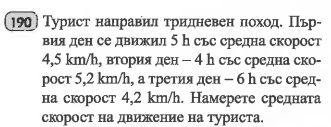 190 Турист направил тридневен поход. Пър-
вия ден се движил 5 h със средна скорост
4,5 km/h, втория ден – 4 h със средна ско-
рост 5,2 km/h, а третия ден – 6 h със сред-
на скорост 4,2 km/h. Намерете средната
скорост на движение на туриста.